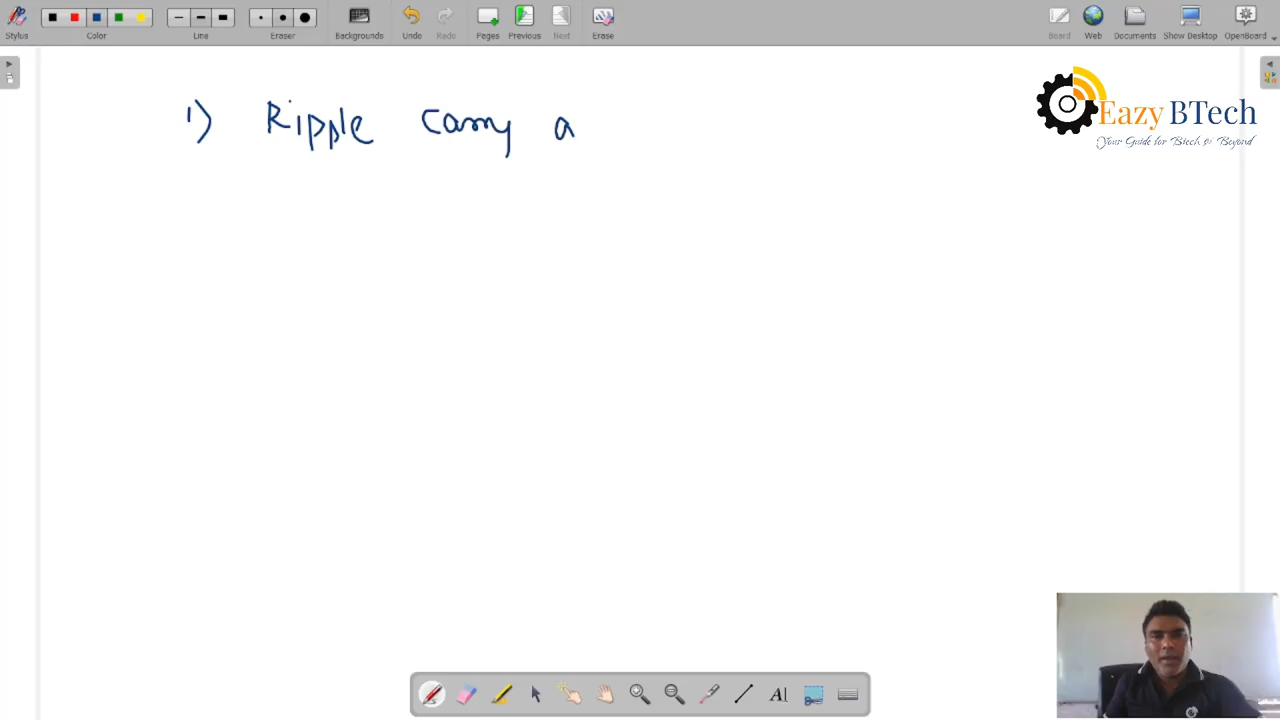 Stylus
Color
Line
Eraser
Backgrounds
Undo
Redo
Pages
Previous
Next
Erase
Board
Web
Documents
Show Desktop
OpenBoard
1) Ripple Carry a
Eazy BTech
Your Guide for Btech & Beyond
AI